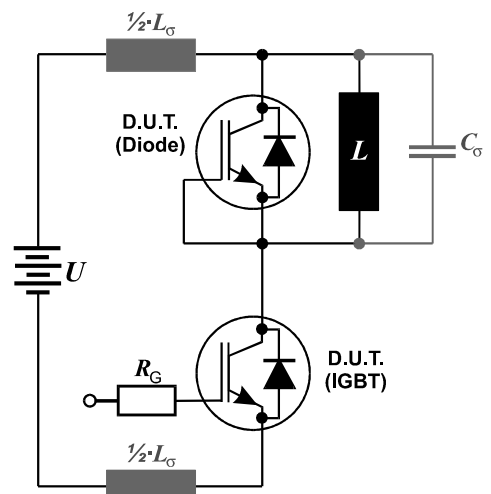 ½·Lσ
D.U.T.
(Diode)
L
Cσ
U
RG
D.U.T.
(IGBT)
½·Lσ